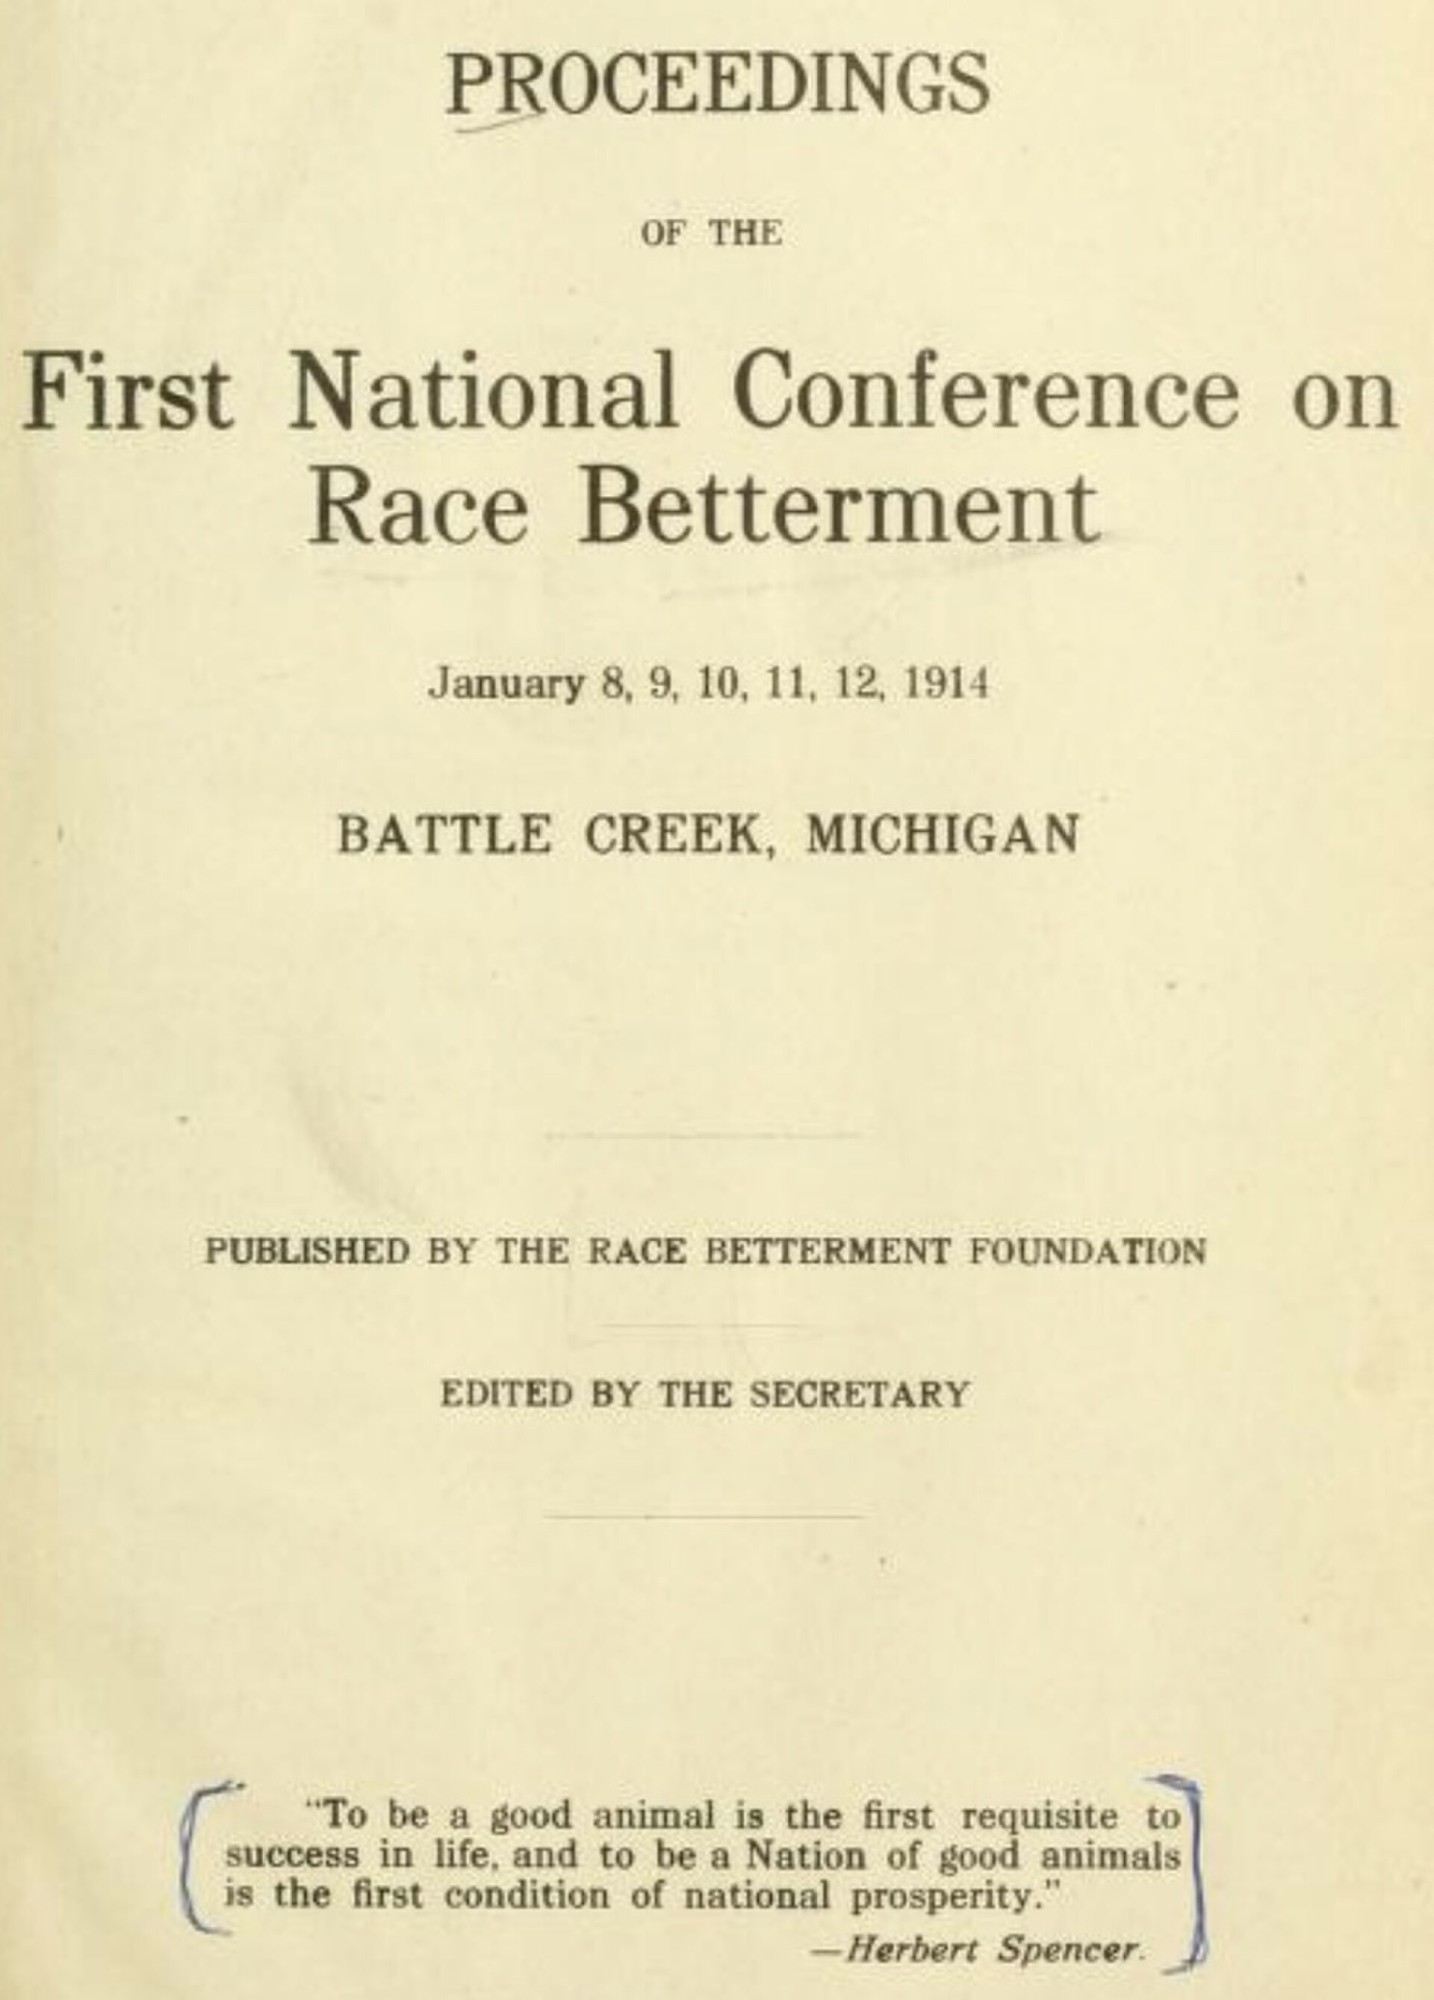 PROCEEDINGS
OF THE
First National Conference on
Race Betterment
January 8, 9, 10, 11, 12, 1914
BATTLE CREEK, MICHIGAN
PUBLISHED BY THE RACE BETTERMENT FOUNDATION
EDITED BY THE SECRETARY
"To be a good animal is the first requisite to
success in life, and to be a Nation of good animals
is the first condition of national prosperity."
—Herbert Spencer.